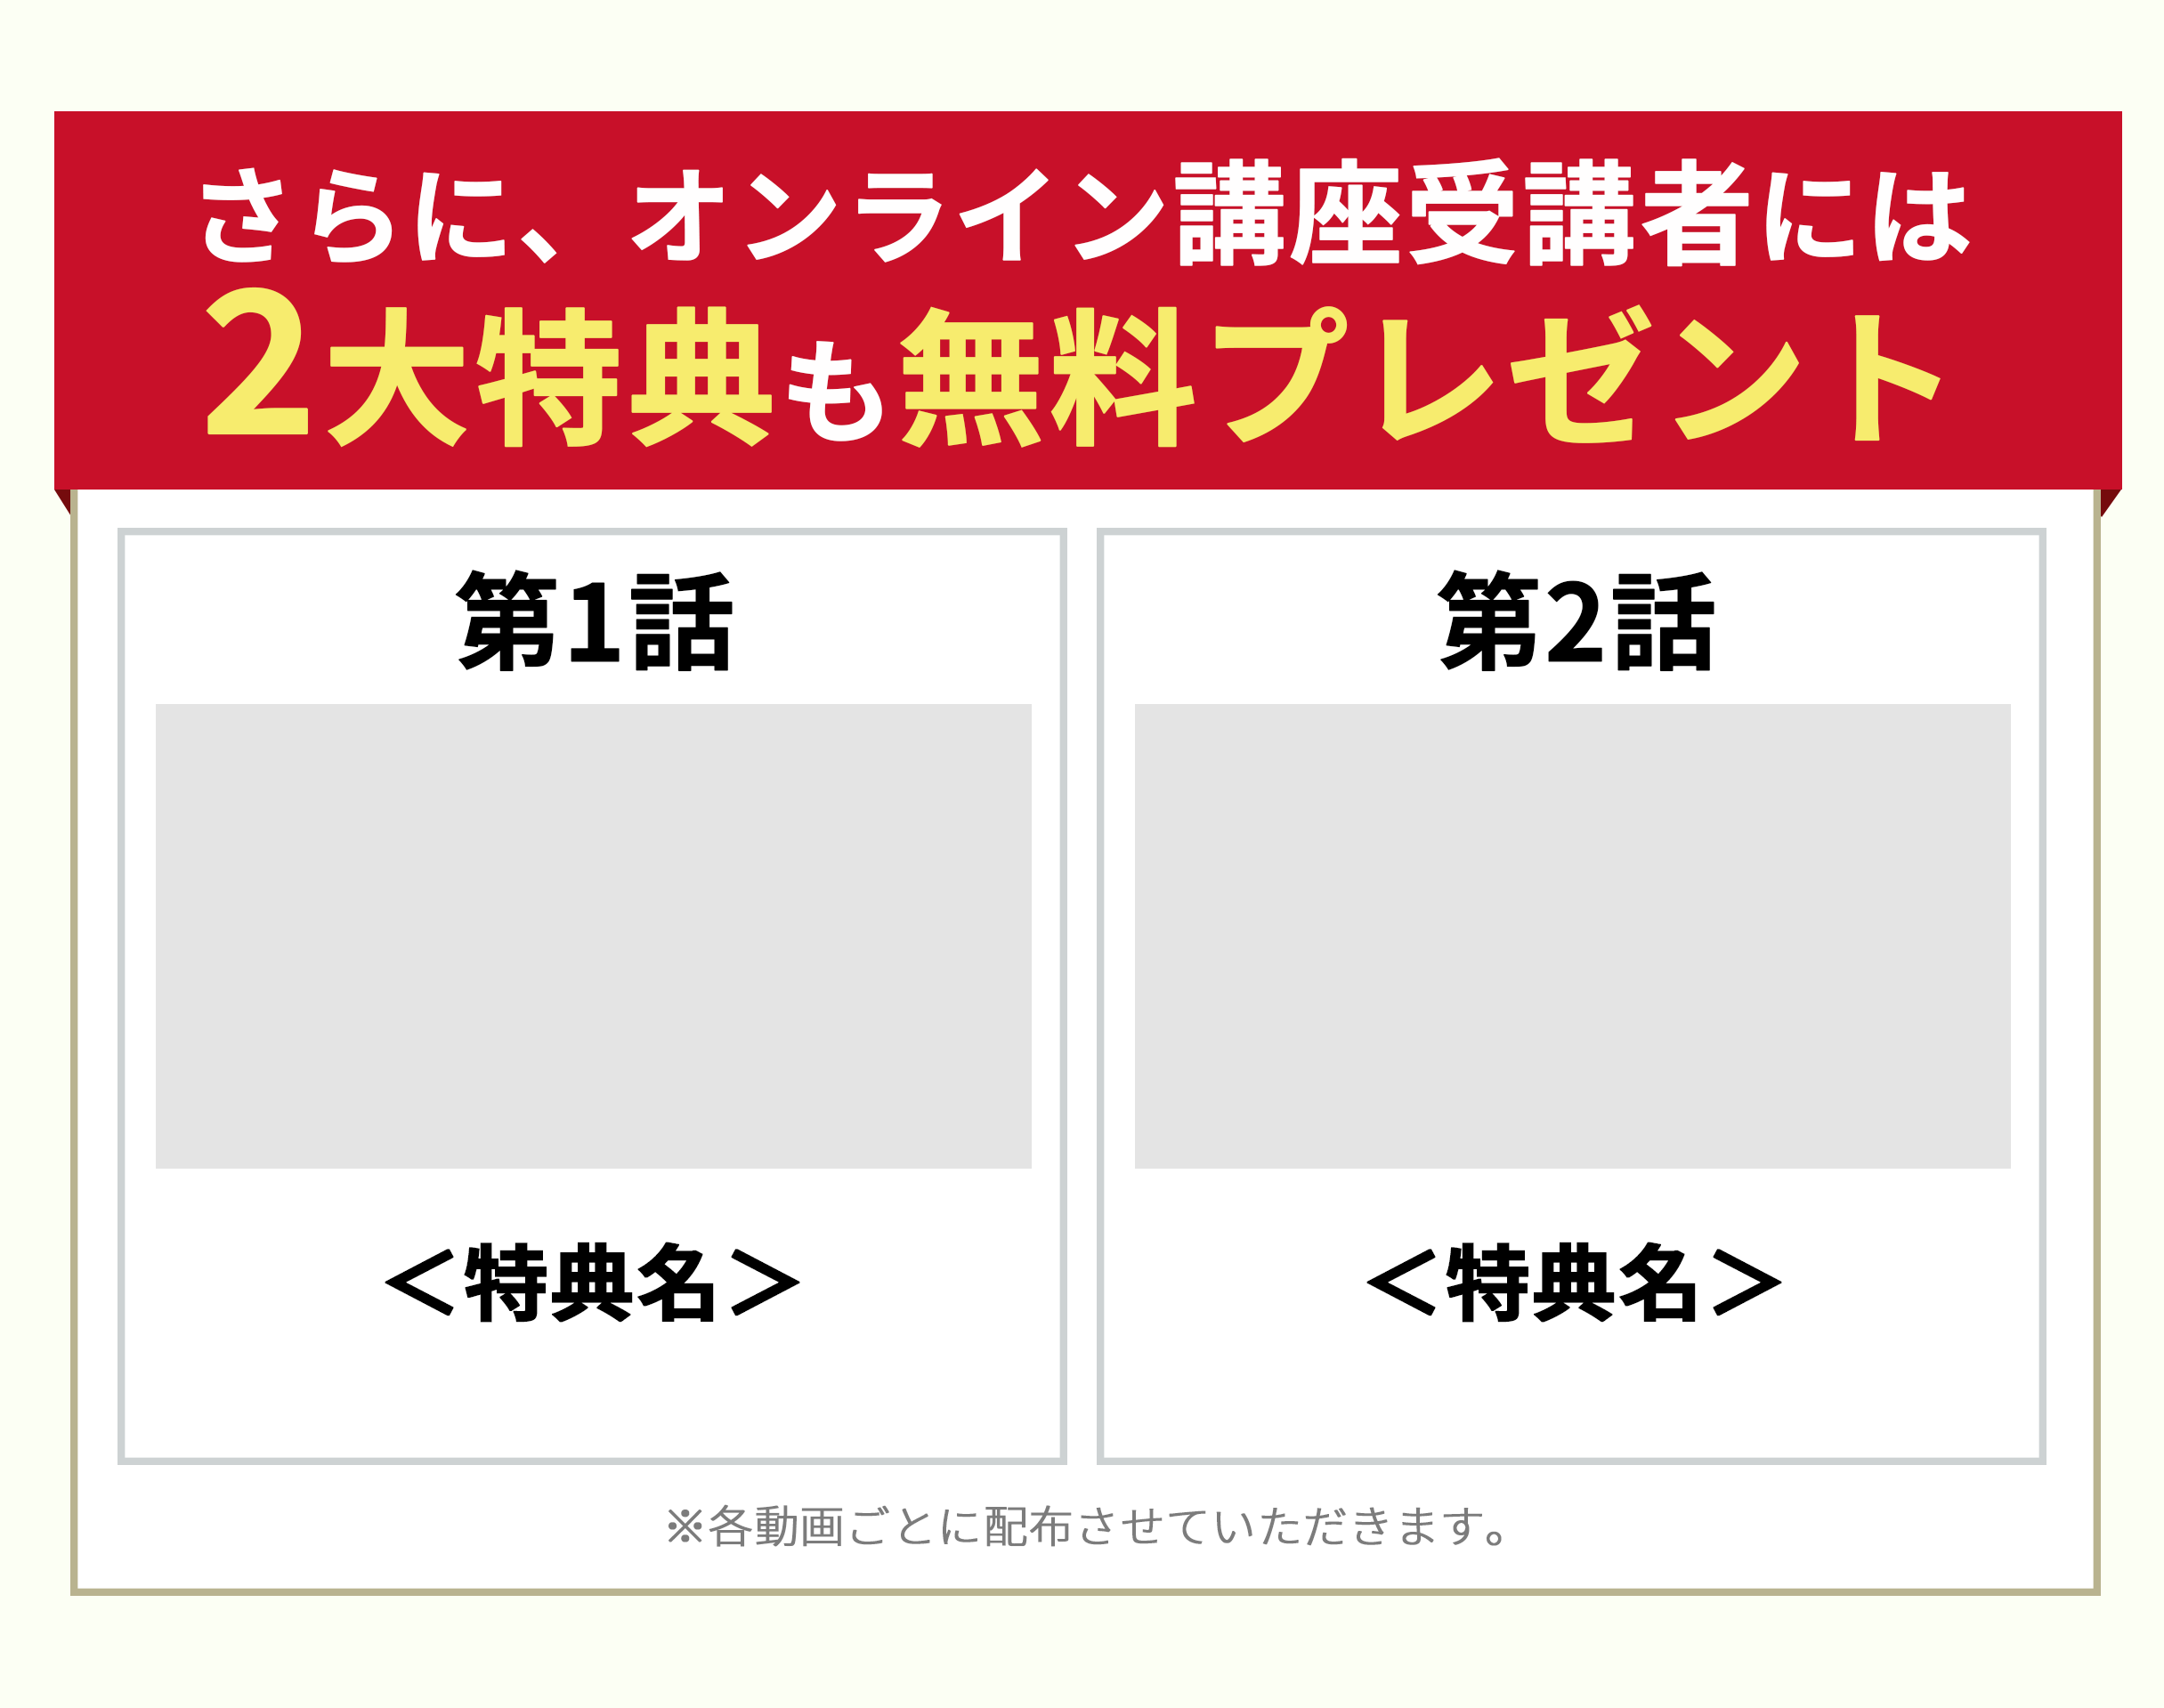 さらに、オンライン講座受講者には
2大特典も無料プレゼント
第1話
<特典名>
第2話
<特典名>
※各動画ごとに配布させていただきます。